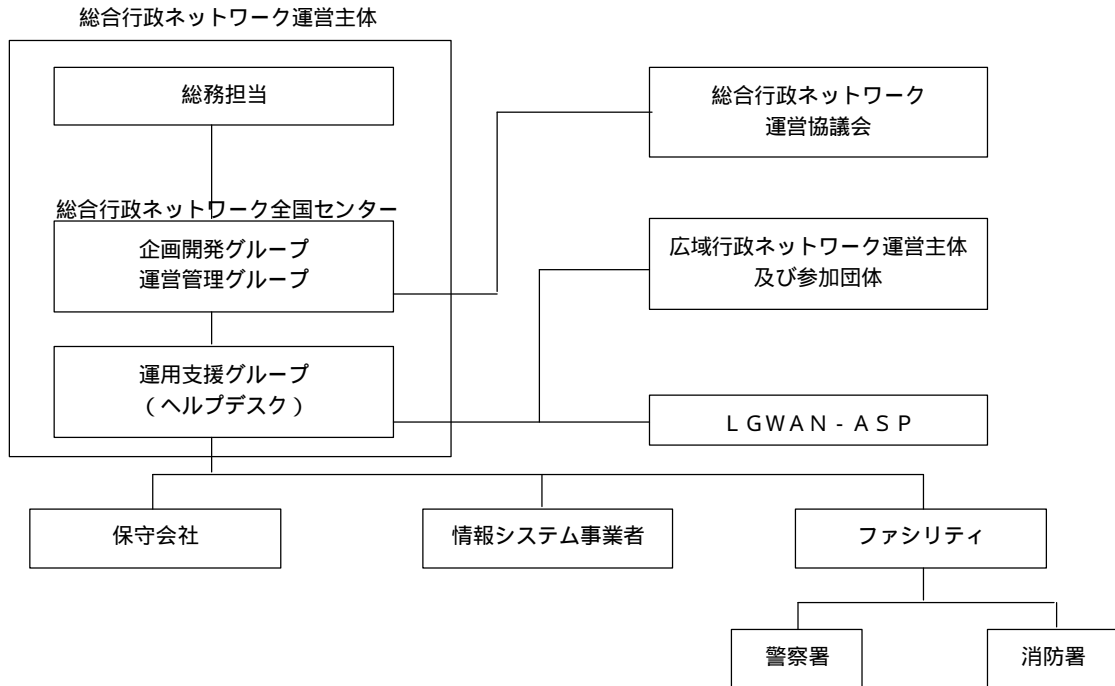 総合行政ネットワーク運営主体
総務担当
総合行政ネットワーク
運営協議会
総合行政ネットワーク全国センター
企画開発グループ
運営管理グループ
広域行政ネットワーク運営主体
及び参加団体
運用支援グループ
(ヘルプデスク)
LGWAN-ASP
保守会社
情報システム事業者
ファシリティ
警察署
消防署